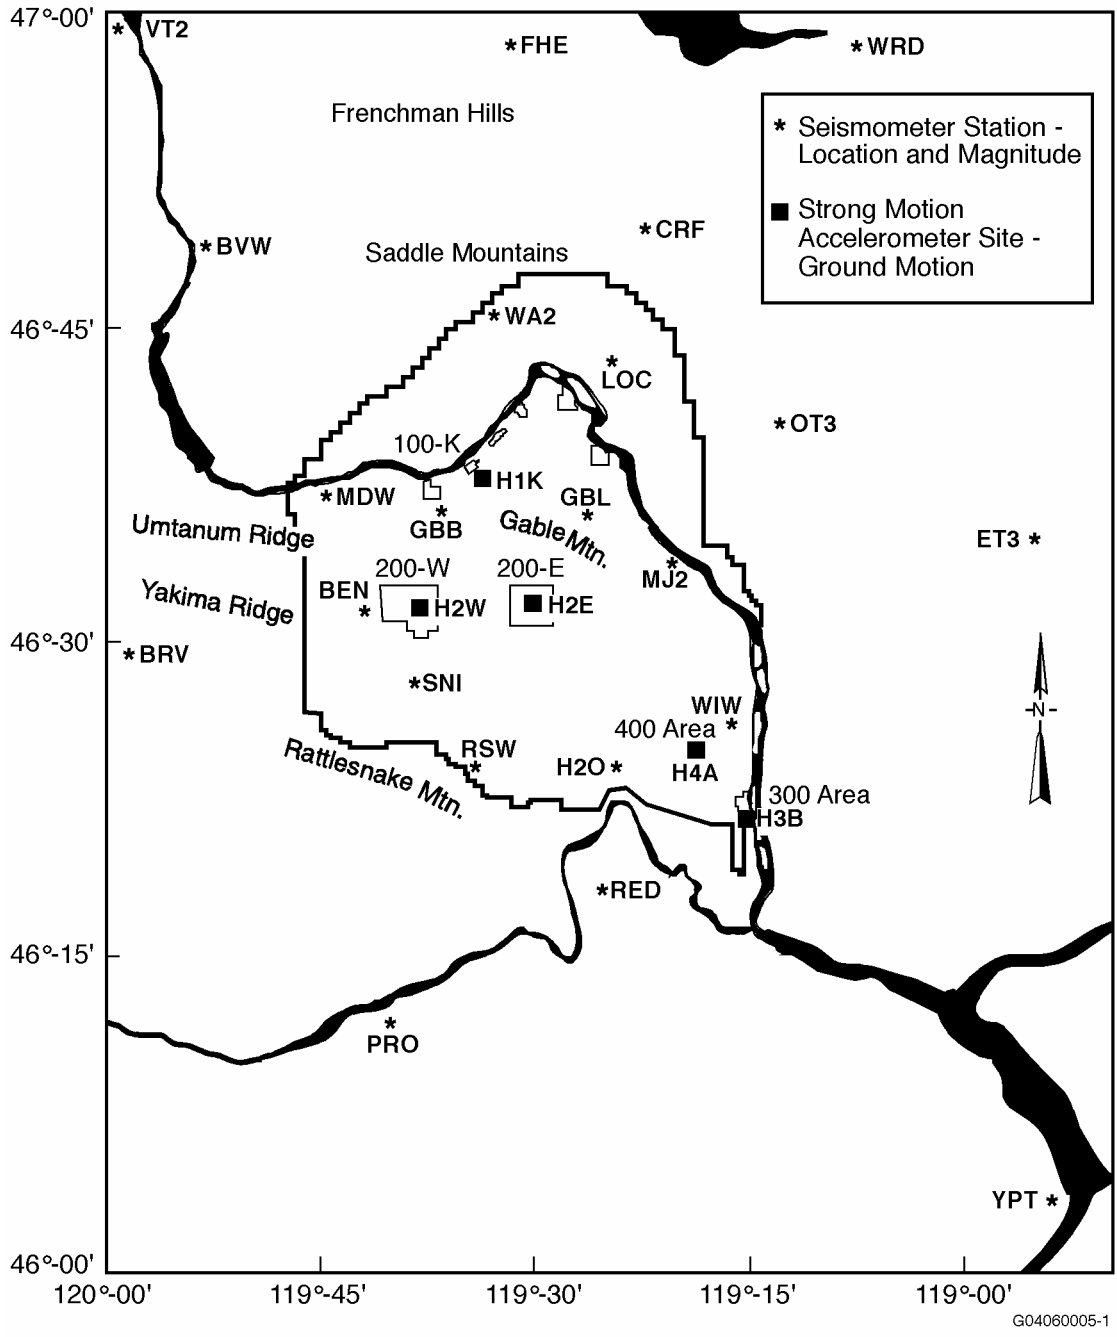 47°-00'
VT2
FHE
WRD
Frenchman Hills
Seismometer Station -
Location and Magnitude
Strong Motion
Accelerometer Site -
Ground Motion
CRF
BVW
Saddle Mountains
WA2
46°-45'
LOC
OT3
100-K
H1K
MDW
GBL
GBB
Gable Mtn.
Umtanum Ridge
ET3
200-W
200-E
MJ2
BEN
Yakima Ridge
H2W
H2E
46°-30'
BRV
SNI
WIW
-N-
400 Area
RSW
Rattlesnake Mtn.
H2O
H4A
300 Area
H3B
RED
46°-15'
PRO
YPT
46°-00'
120°-00'
119°-45'
119°-30'
119°-15'
119°-00'
G04060005-1